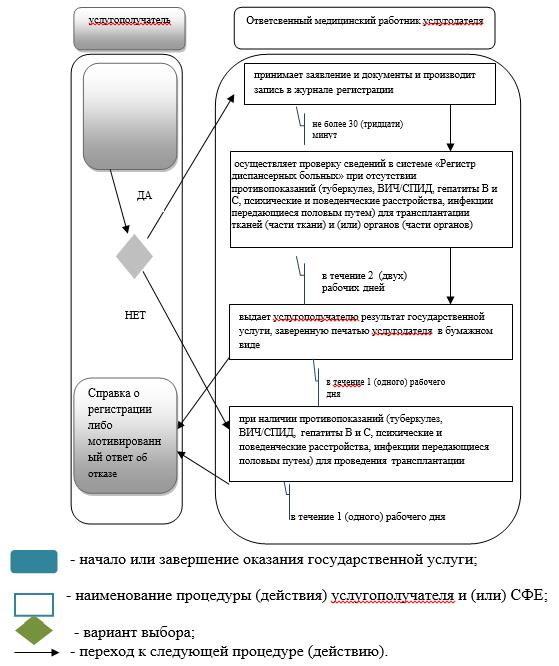 услугополучатель
Ответсвенный медицинский работник услугодателя
принимает заявление и документы и производит
запись в журнале регистрации
не более 30 (тридцати)
минут
ДА
осуществляет проверку сведений в системе «Регистр
диспансерных больных» при отсутствии
противопоказаний (туберкулез, ВИЧ/СПИД, гепатиты В и
С, психические и поведенческие расстройства, инфекции
передающиеся половым путем) для трансплантации
тканей (части ткани) и (или) органов (части органов)
в течение 2 (двух)
рабочих дней
НЕТ
выдает услугополучателю результат государственной
услуги, заверенную печатью услугодателя в бумажном
виде
в течение 1 (одного) рабочего
дня
Справка о
регистрации
либо
мотивированн
ый ответ об
отказе
при наличии противопоказаний (туберкулез,
ВИЧ/СПИД, гепатиты В и С, психические и
поведенческие расстройства, инфекции передающиеся
половым путем) для проведения трансплантации
в течение 1 (одного) рабочего дня
- начало или завершение оказания государственной услуги;
- наименование процедуры (действия) услугополучателя и (или) СФЕ;
- вариант выбора;
- переход к следующей процедуре (действию).